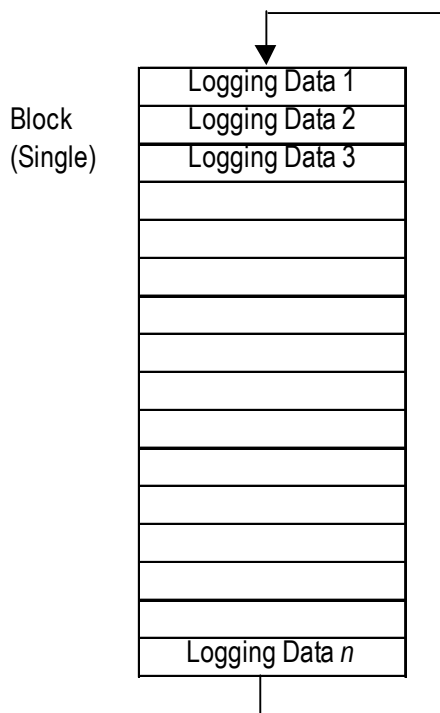 Logging Data 1
Block
(Single)
Logging Data 2
Logging Data 3
Logging Data n